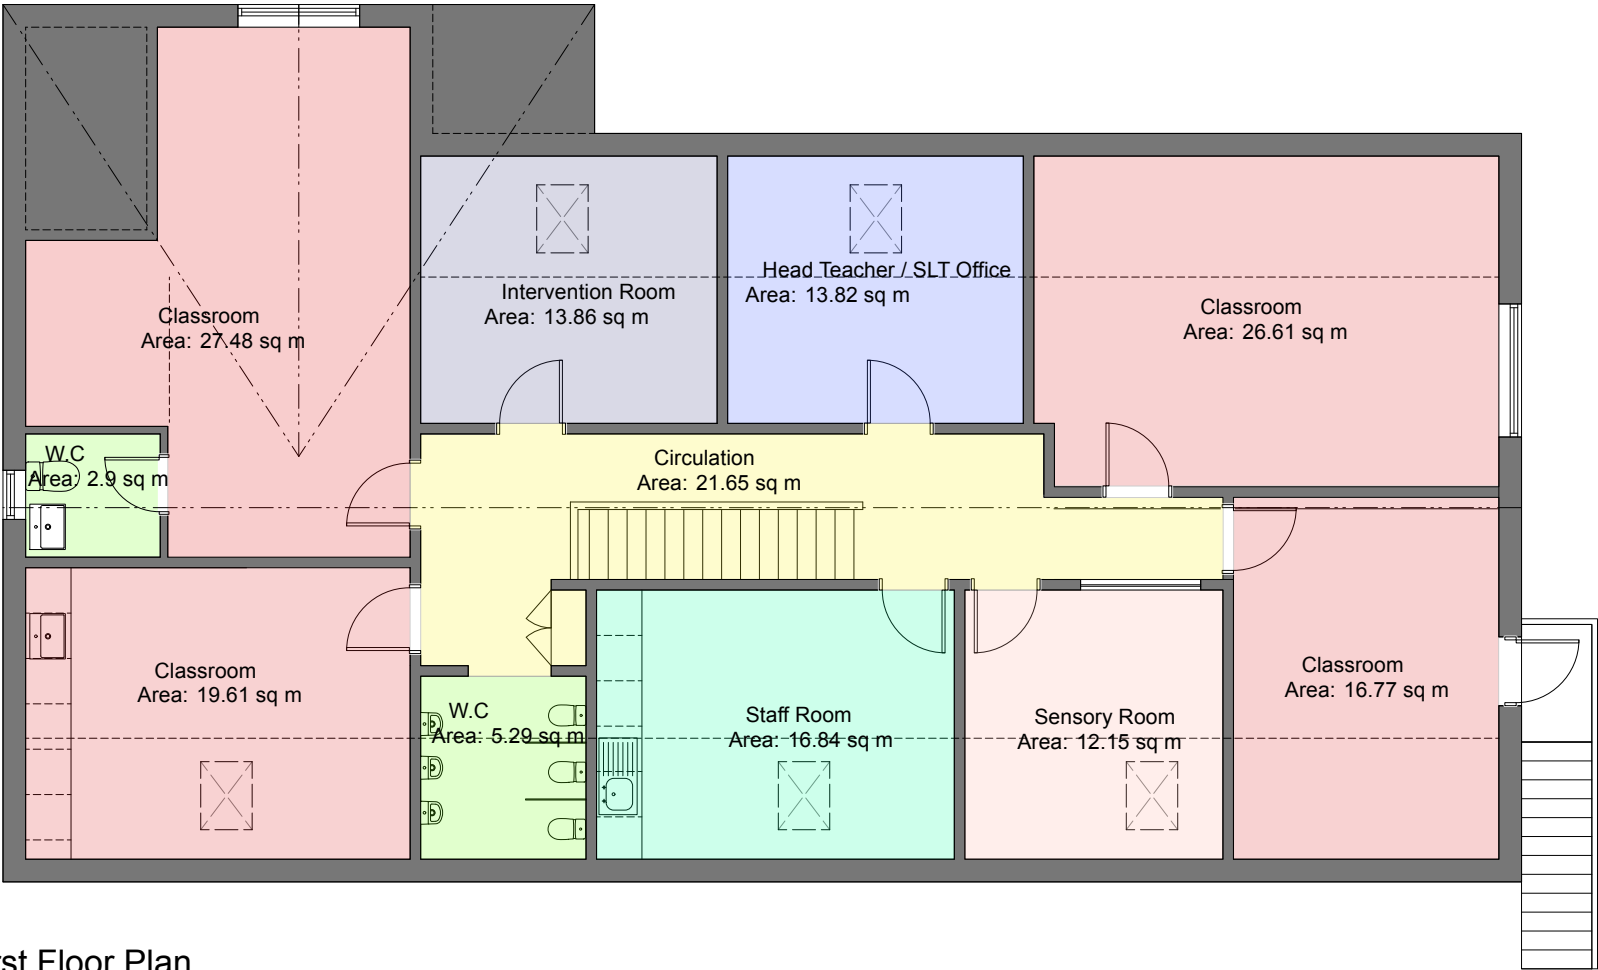 Classroom
Area: 27.48 sq m
Intervention Room
Area: 13.86 sq m
Head Teacher / SLT Office
Area: 13.82 sq m
Classroom
Area: 26.61 sq m
W.C
Area: 2.9 sq m
Circulation
Area: 21.65 sq m
Classroom
Area: 19.61 sq m
W.C
Area: 5.29 sq m
Staff Room
Area: 16.84 sq m
Sensory Room
Area: 12.15 sq m
Classroom
Area: 16.77 sq m
rst Floor Plan